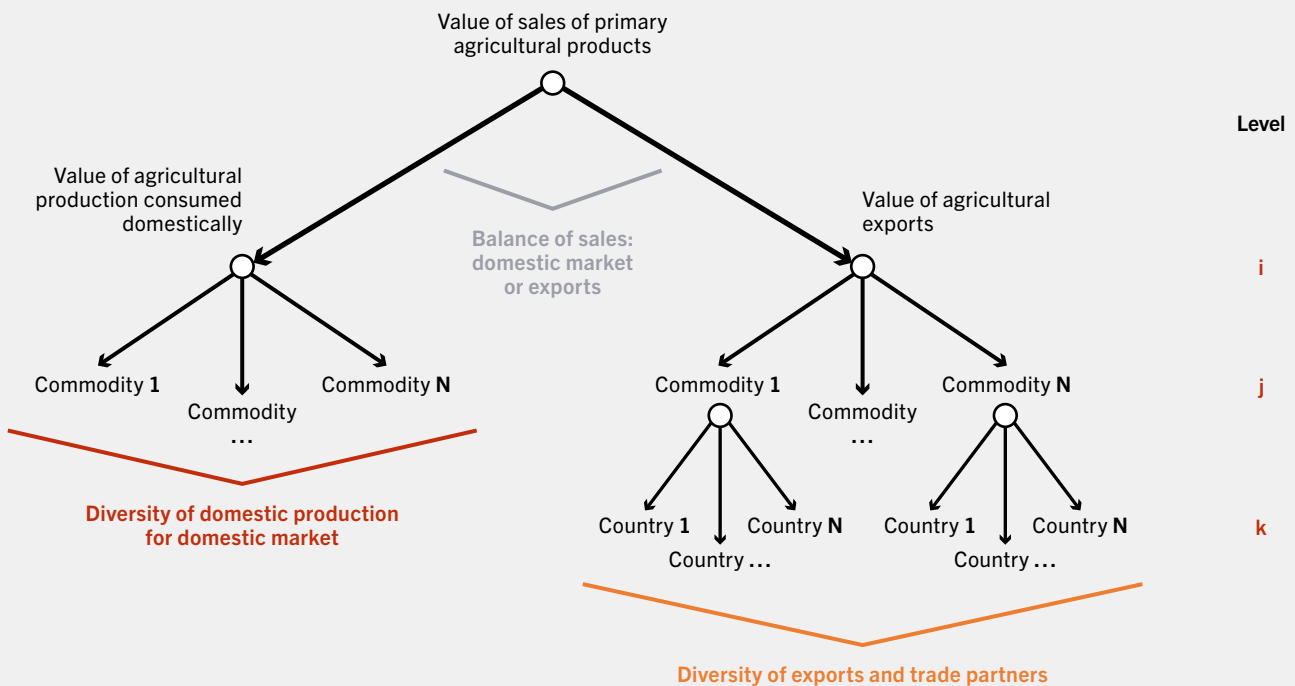 Value of sales of primary
agricultural products
Level
Value of agricultural
production consumed
domestically
Value of agricultural
exports
Balance of sales:
domestic market
or exports
i
Commodity 1
Commodity N
Commodity
...
Commodity 1
Commodity N
Commodity
...
j
Diversity of domestic production
for domestic market
Country 1
Country N
Country ...
Country 1
Country N
Country ...
k
Diversity of exports and trade partners